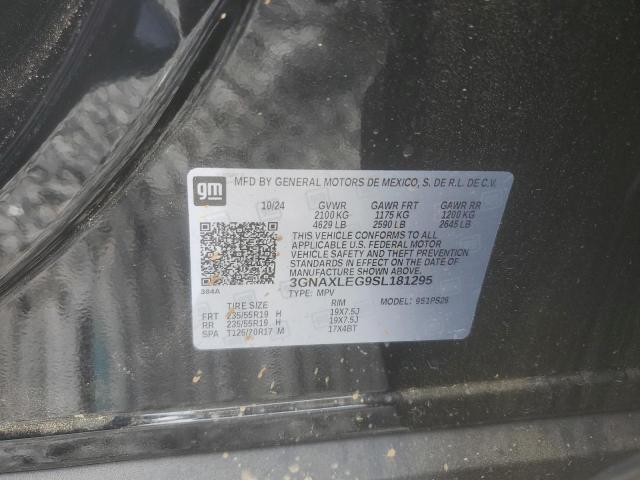 gm MFD BY GENERAL MOTORS DE MEXICO, S. DE R.L. DE C.V.
10/24 GVWR GAWR FRT GAWR RR
2100 KG 1175 KG 1200 KG
4629 LB 2590 LB 2645 LB
THIS VEHICLE CONFORMS TO ALL
APPLICABLE U.S. FEDERAL MOTOR
VEHICLE SAFETY AND THEFT PREVENTION
STANDARDS IN EFFECT ON THE DATE OF
MANUFACTURE SHOWN ABOVE.
384A 3GNAXLEG9SL181295
TYPE: MPV MODEL: 9S1PS26
TIRE SIZE RIM
FRT 235/55R19 H 19X7.5J
RR 235/55R19 H 19X7.5J
SPA T125/70R17 M 17X4BT